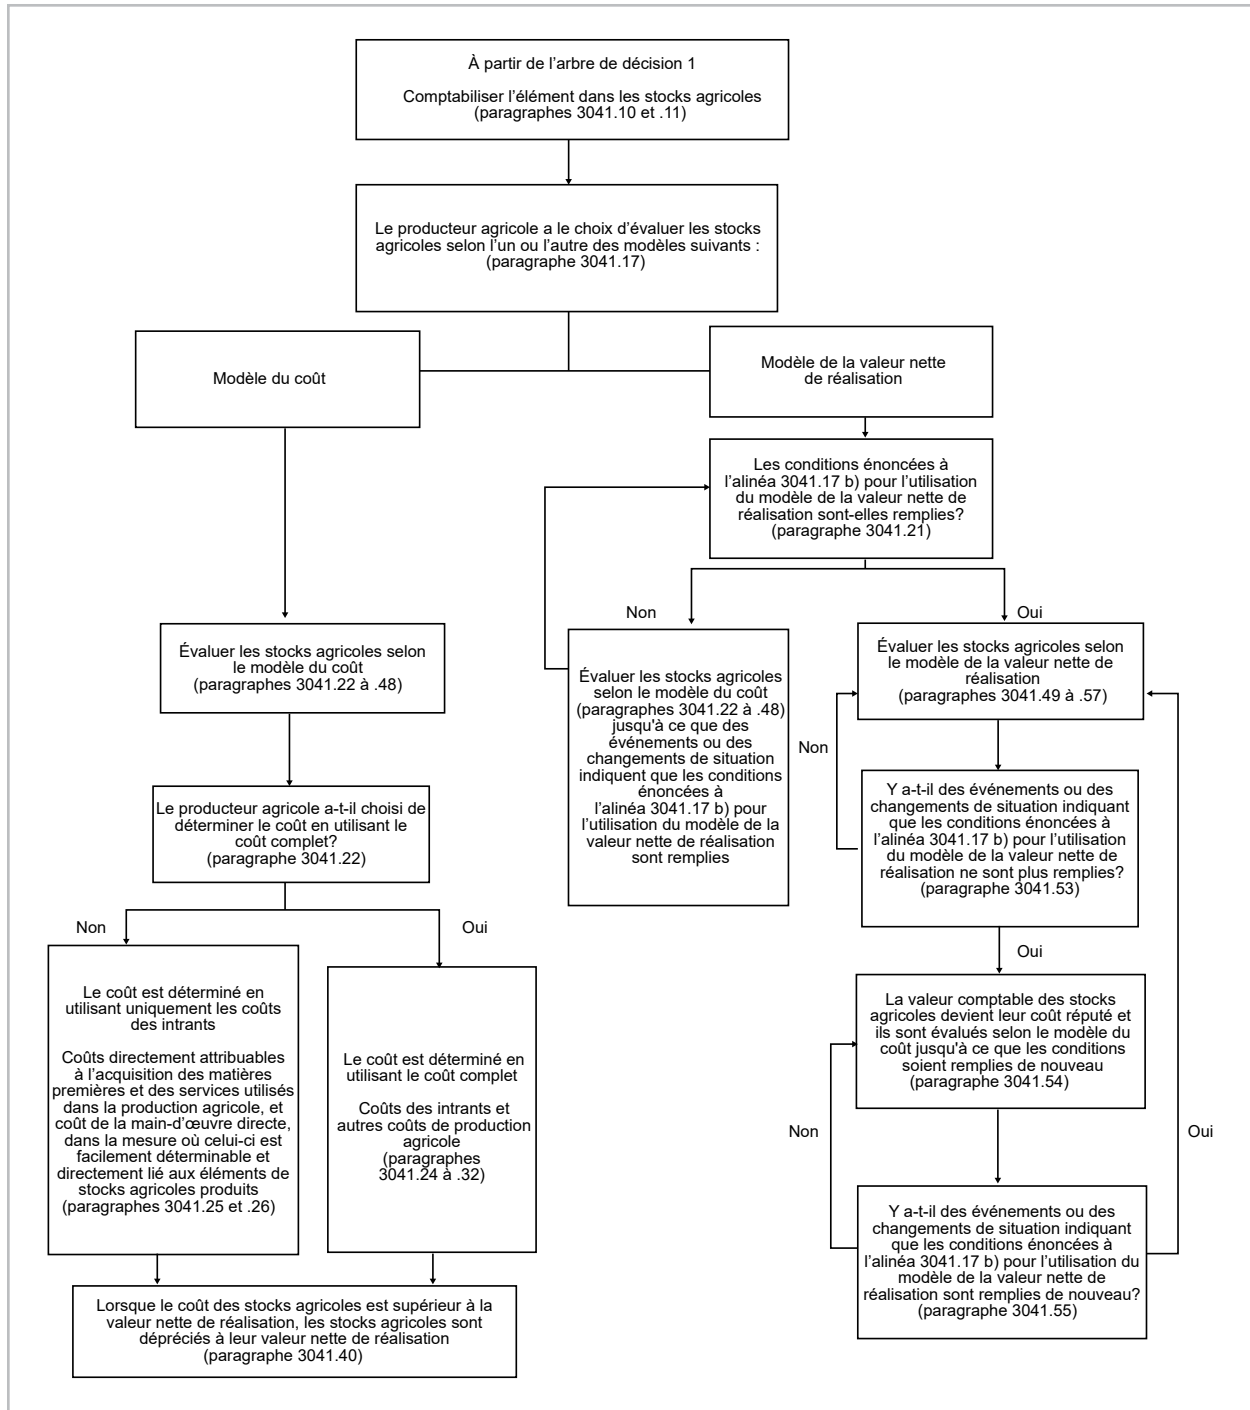 À partir de l’arbre de décision 1
Comptabiliser l’élément dans les stocks agricoles
(paragraphes 3041.10 et .11)
Le producteur agricole a le choix d’évaluer les stocks
agricoles selon l’un ou l’autre des modèles suivants :
(paragraphe 3041.17)
Modèle du coût
Modèle de la valeur nette
de réalisation
Les conditions énoncées à
l’alinéa 3041.17 b) pour l’utilisation
du modèle de la valeur nette de
réalisation sont-elles remplies?
(paragraphe 3041.21)
Non
Oui
Évaluer les stocks agricoles selon
le modèle du coût
(paragraphes 3041.22 à .48)
Évaluer les stocks agricoles
selon le modèle du coût
(paragraphes 3041.22 à .48)
jusqu'à ce que des
événements ou des
changements de situation
indiquent que les conditions
énoncées à
l’alinéa 3041.17 b) pour
l’utilisation du modèle de la
valeur nette de réalisation
sont remplies
Évaluer les stocks agricoles selon
le modèle de la valeur nette de
réalisation
(paragraphes 3041.49 à .57)
Non
Y a-t-il des événements ou des
changements de situation indiquant
que les conditions énoncées à
l’alinéa 3041.17 b) pour l’utilisation
du modèle de la valeur nette de
réalisation ne sont plus remplies?
(paragraphe 3041.53)
Le producteur agricole a-t-il choisi de
déterminer le coût en utilisant le
coût complet?
(paragraphe 3041.22)
Non
Oui
Oui
Le coût est déterminé en
utilisant uniquement les coûts
des intrants
Coûts directement attribuables
à l’acquisition des matières
premières et des services utilisés
dans la production agricole, et
coût de la main-d’œuvre directe,
dans la mesure où celui-ci est
facilement déterminable et
directement lié aux éléments de
stocks agricoles produits
(paragraphes 3041.25 et .26)
Le coût est déterminé en
utilisant le coût complet
Coûts des intrants et
autres coûts de production
agricole
(paragraphes
3041.24 à .32)
La valeur comptable des stocks
agricoles devient leur coût réputé et
ils sont évalués selon le modèle du
coût jusqu'à ce que les conditions
soient remplies de nouveau
(paragraphe 3041.54)
Non
Oui
Y a-t-il des événements ou des
changements de situation indiquant
que les conditions énoncées à
l’alinéa 3041.17 b) pour l’utilisation du
modèle de la valeur nette de
réalisation sont remplies de nouveau?
(paragraphe 3041.55)
Lorsque le coût des stocks agricoles est supérieur à la
valeur nette de réalisation, les stocks agricoles sont
dépréciés à leur valeur nette de réalisation
(paragraphe 3041.40)